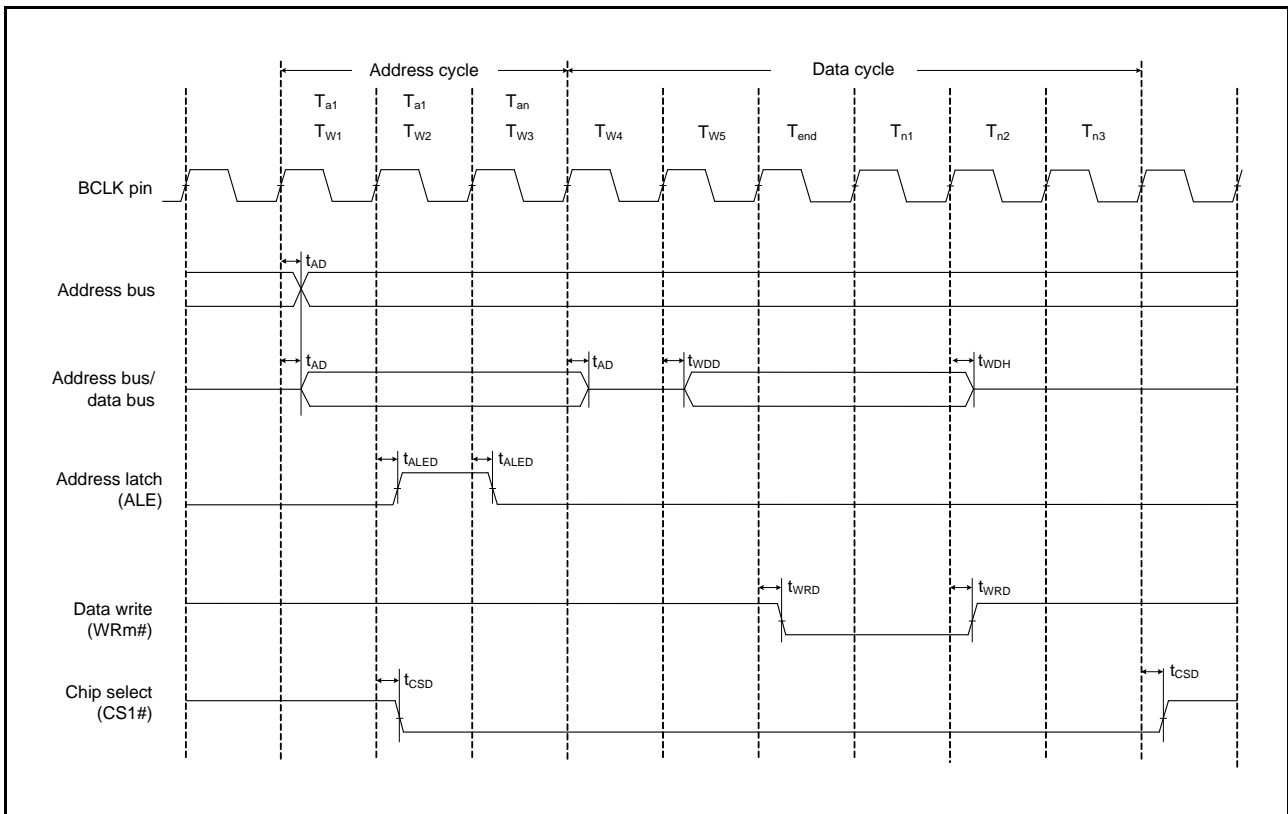 Address cycle Data cycle
Ta1 Ta1 Tan
TW1 TW2 TW3 TW4 TW5 Tend Tn1 Tn2 Tn3
BCLK pin
tAD
Address bus
tAD tAD tWDD tWDH
Address bus/
data bus
tALED tALED
Address latch
(ALE)
tWRD tWRD
Data write
(WRm#)
tCSD tCSD
Chip select
(CS1#)